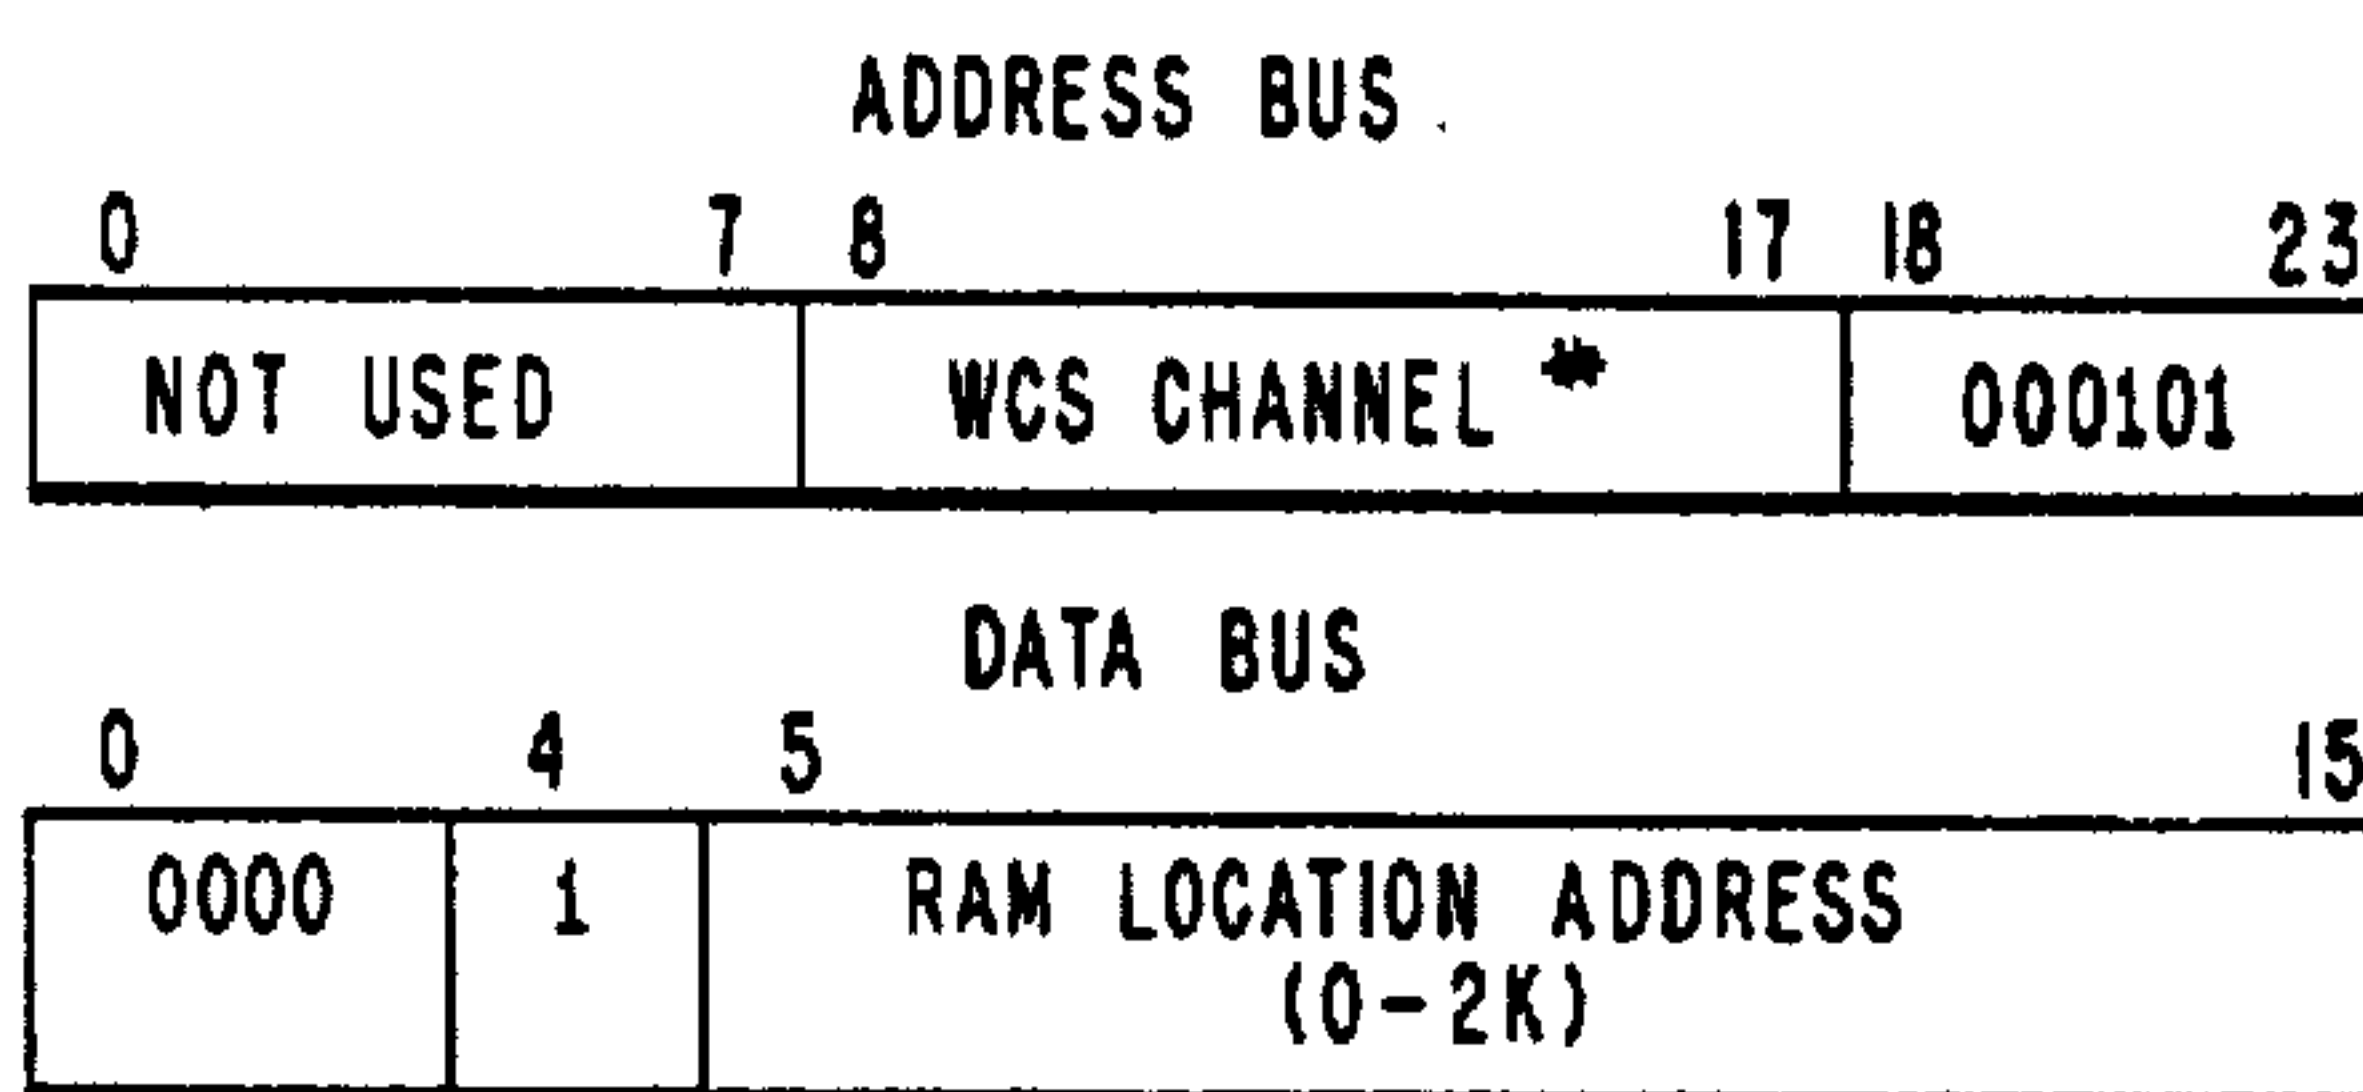 ADDRESS BUS
0 7 8 17 18 23
NOT USED WCS CHANNEL * 000101
DATA BUS
0 4 5 15
0000 1 RAM LOCATION ADDRESS
(0-2K)